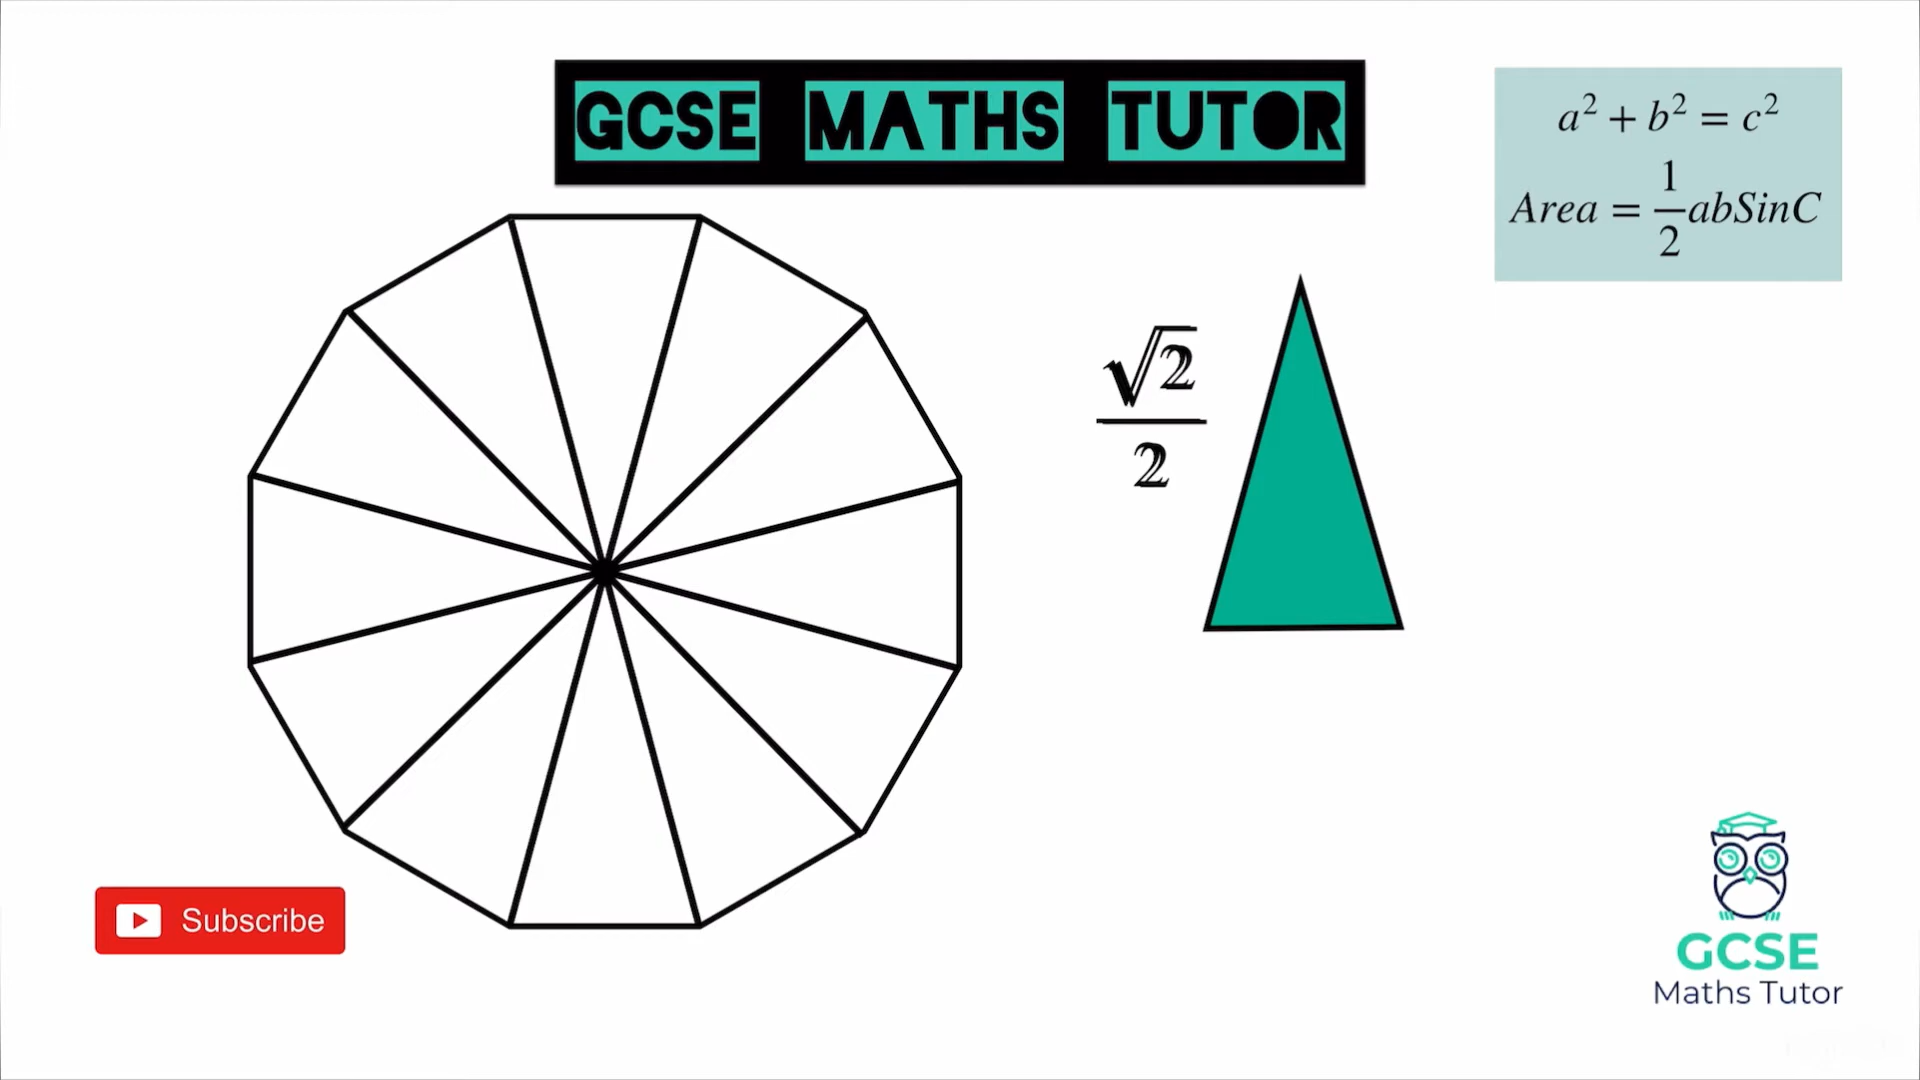 GCSE MATHS TUTOR
a² + b² = c²
Area = 1/2 abSinC
√2/2
Subscribe
GCSE
Maths Tutor